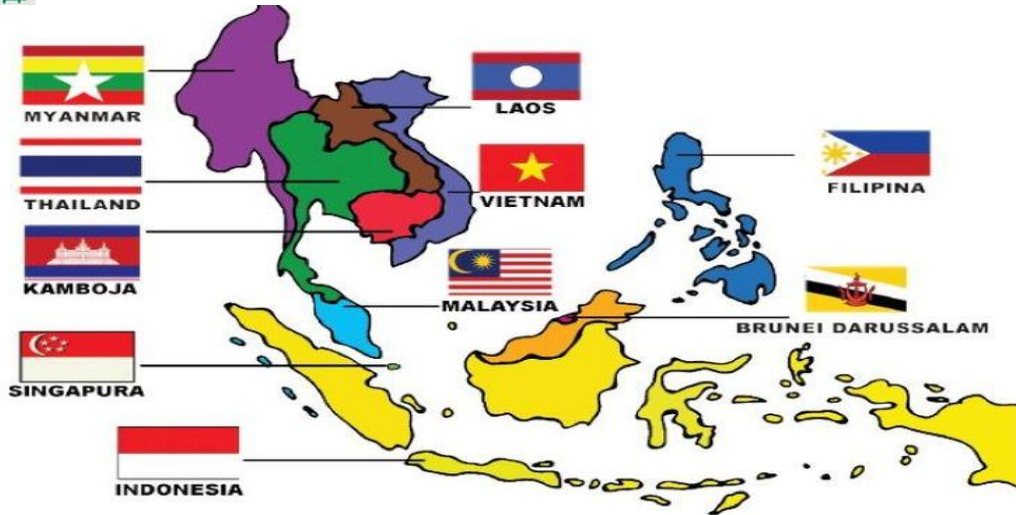 MYANMAR
LAOS
THAILAND
VIETNAM
FILIPINA
KAMBOJA
MALAYSIA
BRUNEI DARUSSALAM
SINGAPURA
INDONESIA